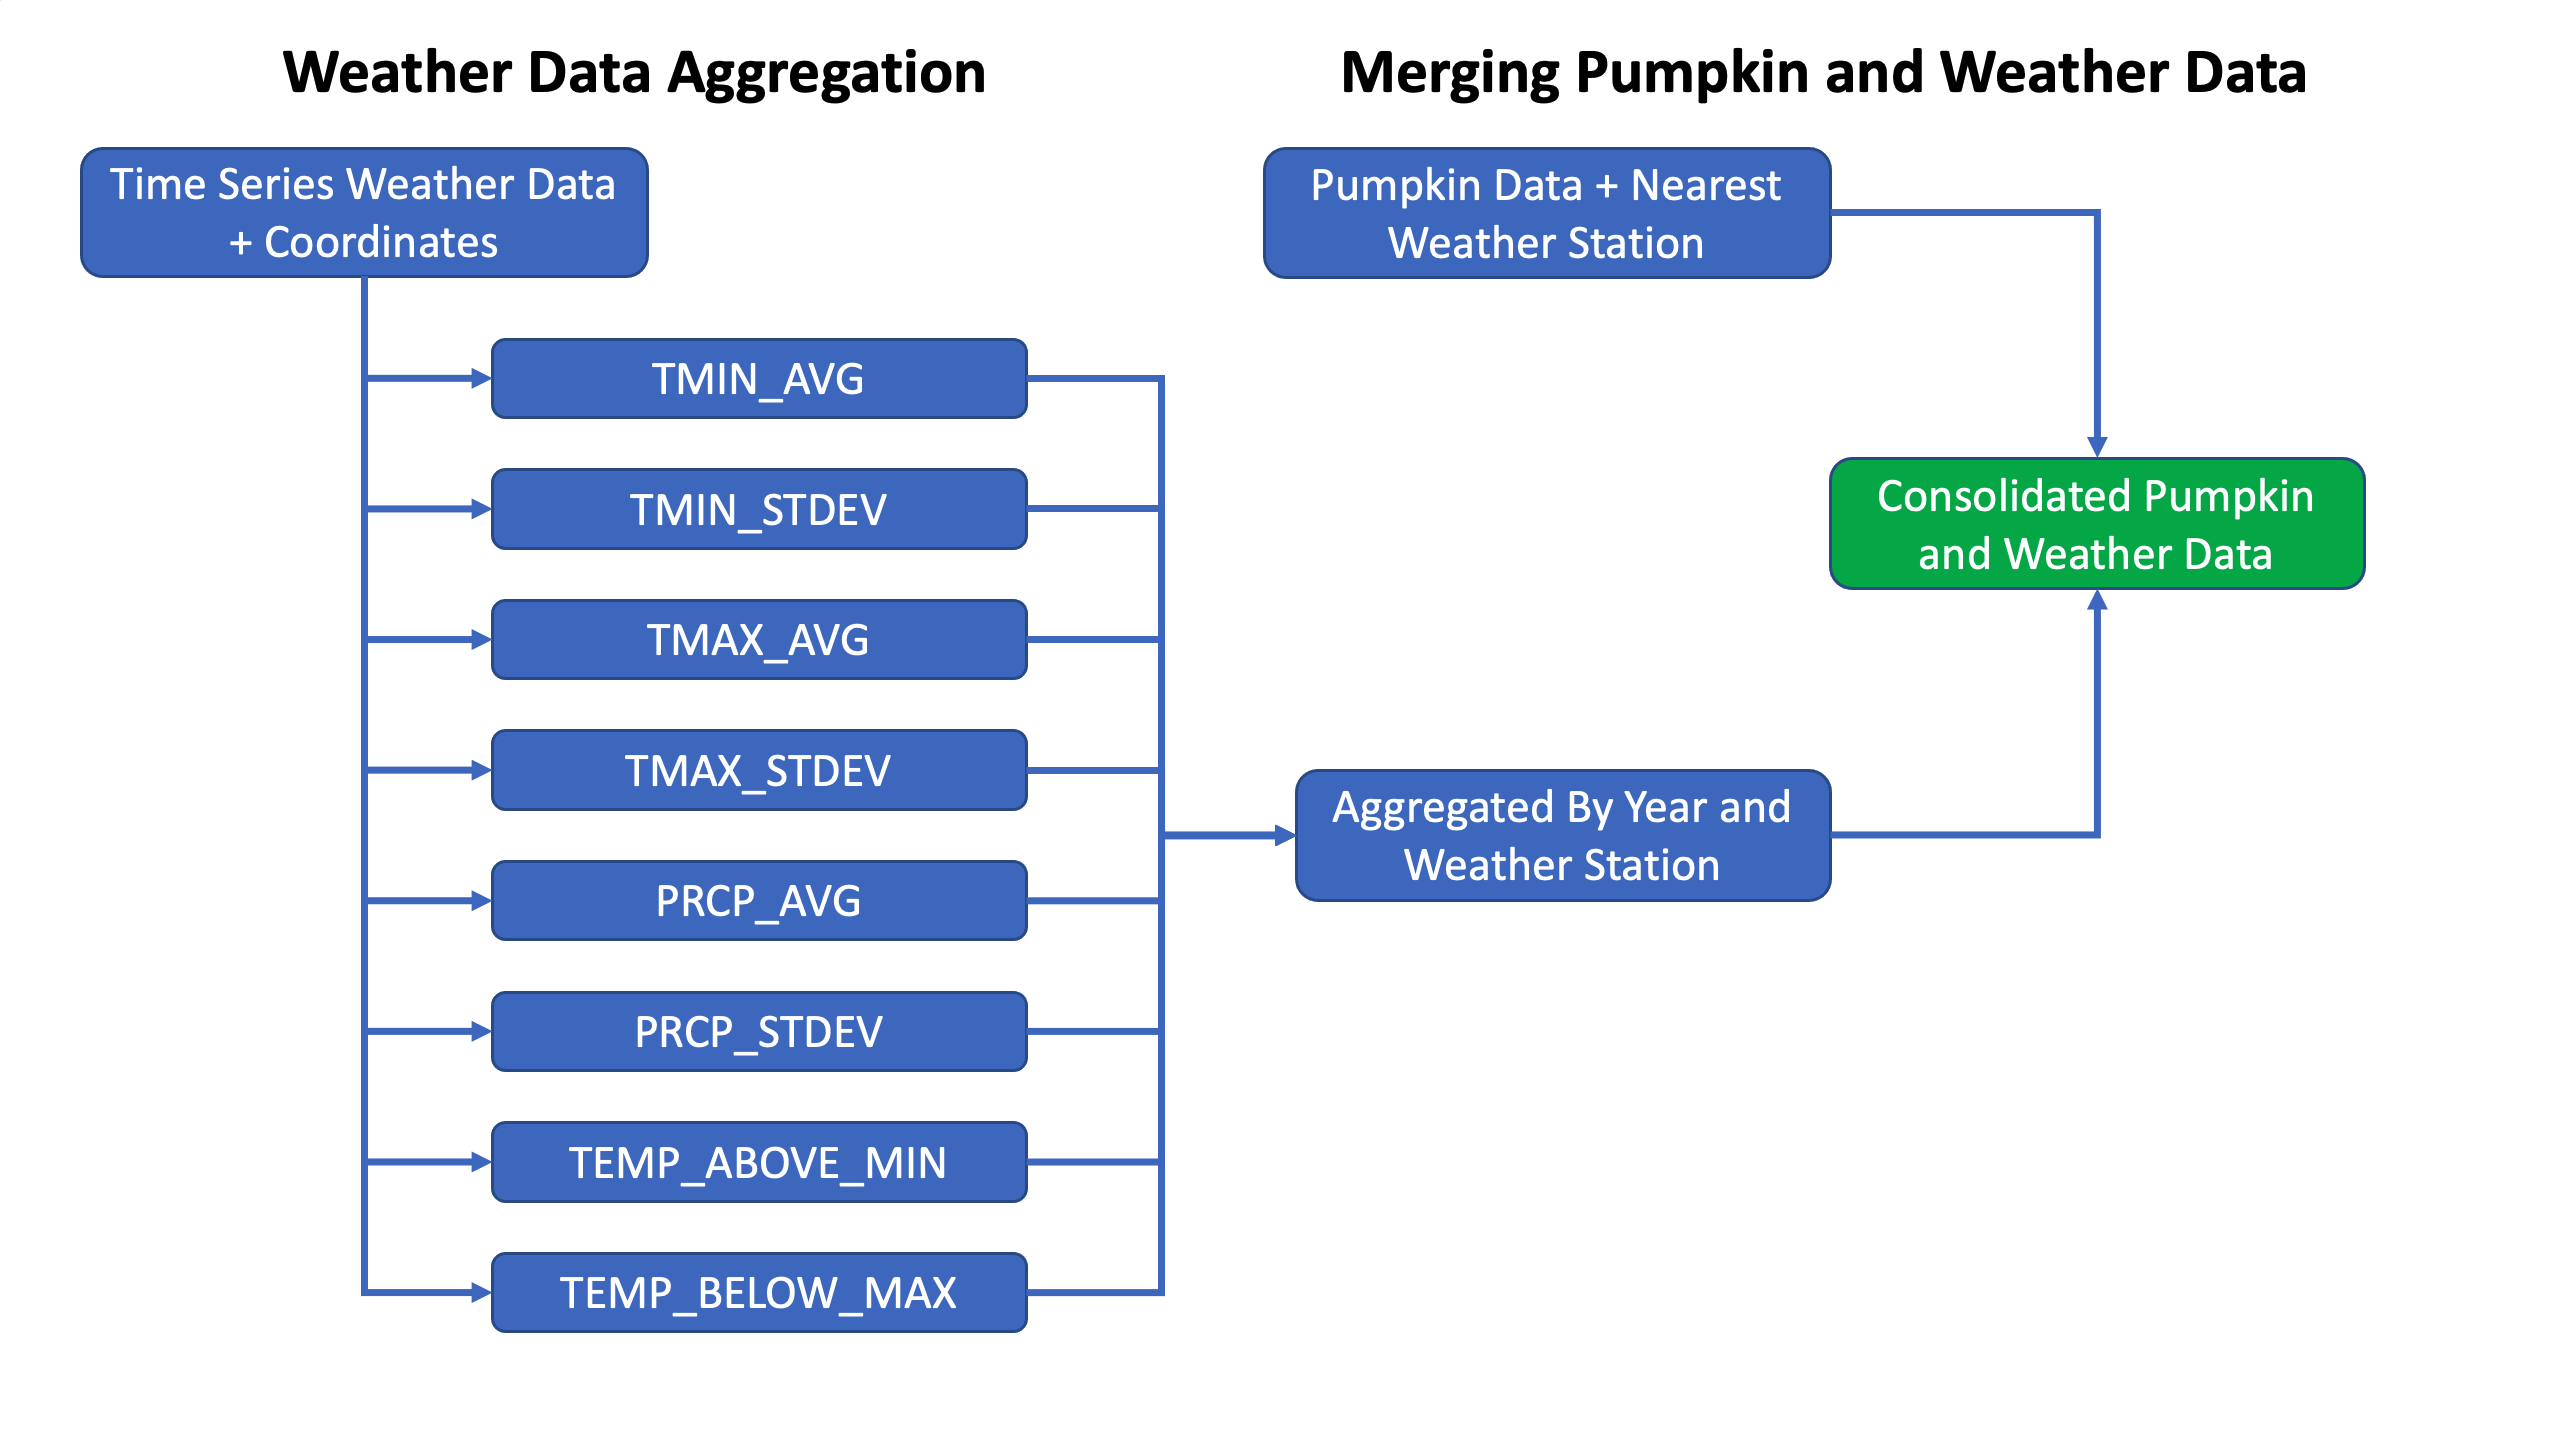 Weather Data Aggregation
Time Series Weather Data
+ Coordinates
TMIN_AVG
TMIN_STDEV
TMAX_AVG
TMAX_STDEV
PRCP_AVG
PRCP_STDEV
TEMP_ABOVE_MIN
TEMP_BELOW_MAX
Merging Pumpkin and Weather Data
Pumpkin Data + Nearest
Weather Station
Consolidated Pumpkin
and Weather Data
Aggregated By Year and
Weather Station